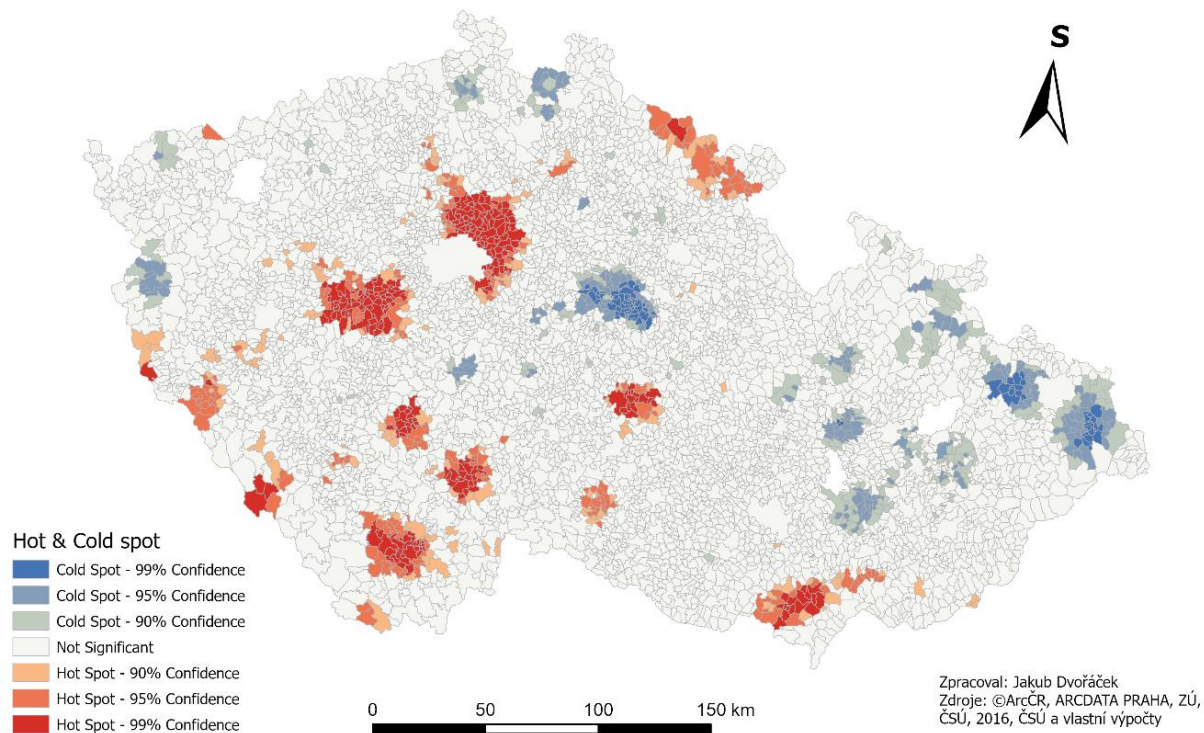 S
Hot & Cold spot
Cold Spot - 99% Confidence
Cold Spot - 95% Confidence
Cold Spot - 90% Confidence
Not Significant
Hot Spot - 90% Confidence
Hot Spot - 95% Confidence
Hot Spot - 99% Confidence
0 50 100 150 km
Zpracoval: Jakub Dvořáček
Zdroje: ©ArcČR, ARCDATA PRAHA, ZÚ,
ČSÚ, 2016, ČSÚ a vlastní výpočty